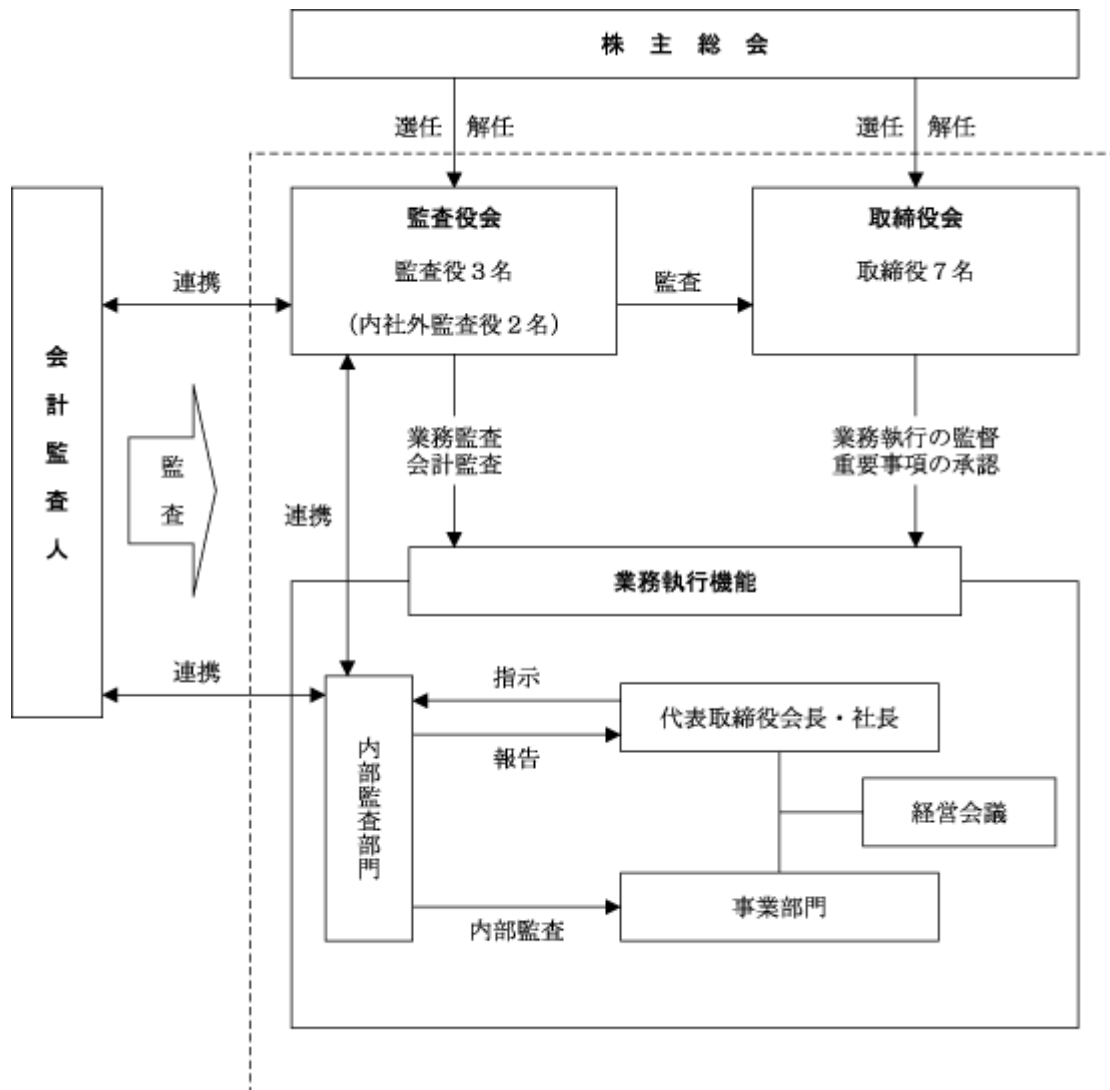 株 主 総 会
選任 解任
選任 解任
監査役会
監査役3名
（内社外監査役2名）
取締役会
取締役7名
連携
監査
会計監査人
監査
業務監査
会計監査
業務執行の監督
重要事項の承認
連携
業務執行機能
連携
指示
報告
代表取締役会長・社長
内部監査部門
経営会議
事業部門
内部監査